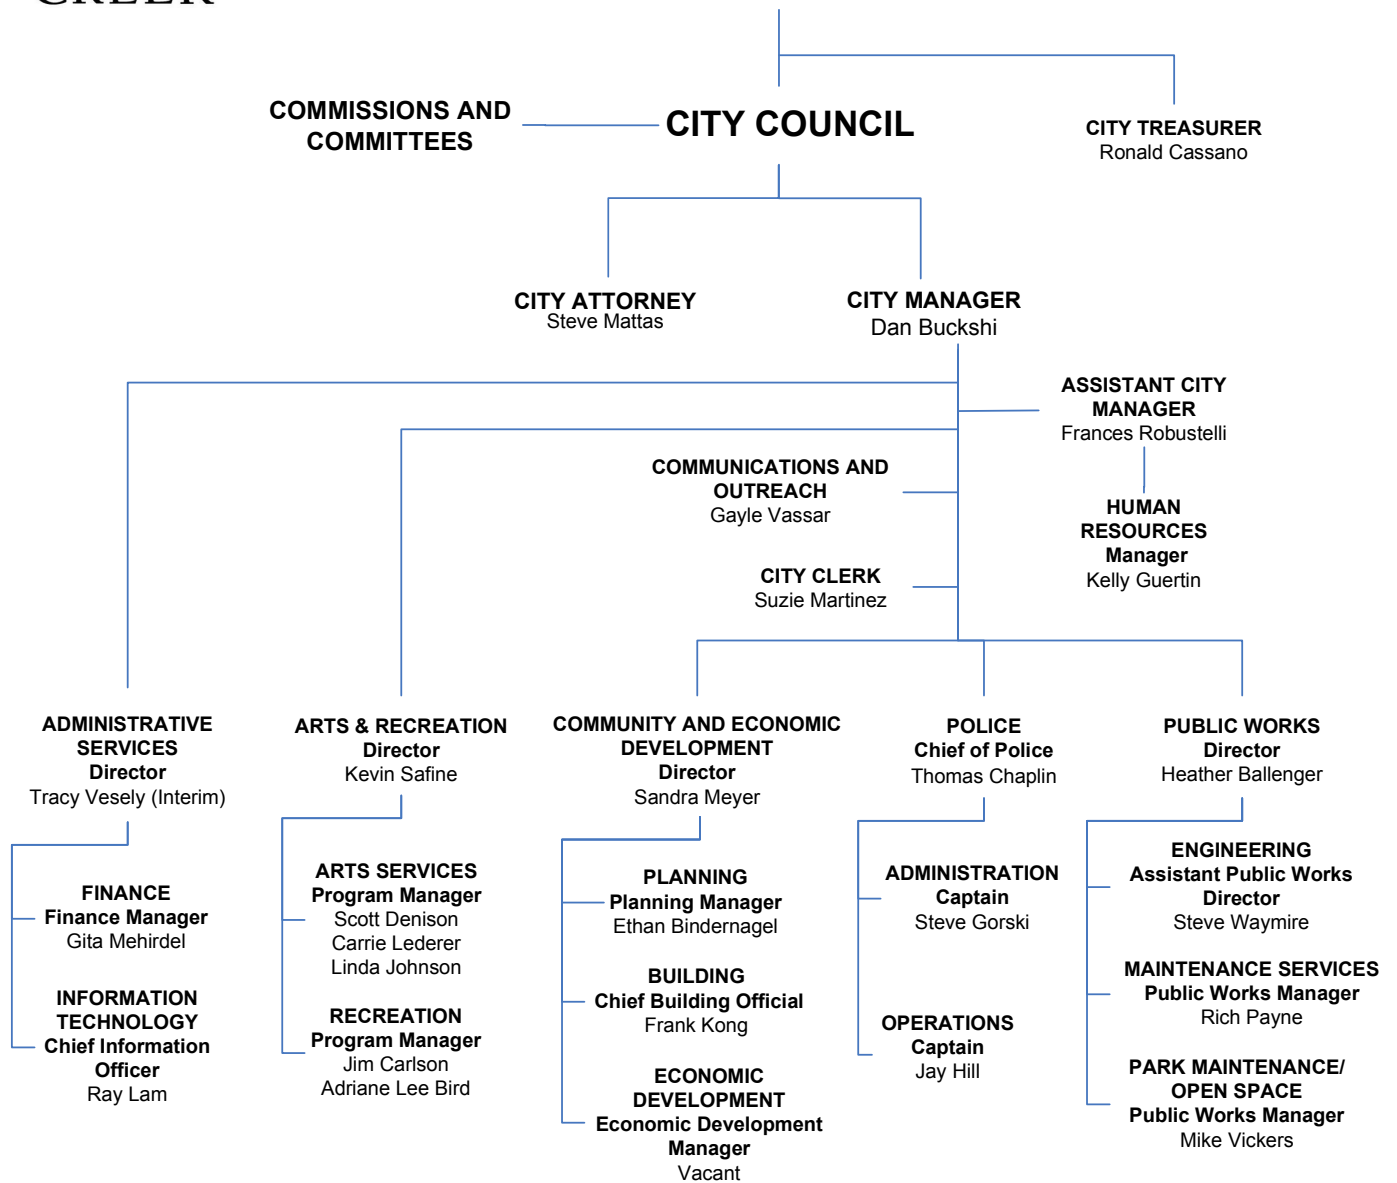 COMMISSIONS AND
COMMITTEES
CITY COUNCIL
CITY TREASURER
Ronald Cassano
CITY ATTORNEY
Steve Mattas
CITY MANAGER
Dan Buckshi
ASSISTANT CITY
MANAGER
Frances Robustelli
COMMUNICATIONS AND
OUTREACH
Gayle Vassar
HUMAN
RESOURCES
Manager
Kelly Guertin
CITY CLERK
Suzie Martinez
ADMINISTRATIVE
SERVICES
Director
Tracy Vesely (Interim)
FINANCE
Finance Manager
Gita Mehirdel
INFORMATION
TECHNOLOGY
Chief Information
Officer
Ray Lam
ARTS & RECREATION
Director
Kevin Safine
ARTS SERVICES
Program Manager
Scott Denison
Carrie Lederer
Linda Johnson
RECREATION
Program Manager
Jim Carlson
Adriane Lee Bird
COMMUNITY AND ECONOMIC
DEVELOPMENT
Director
Sandra Meyer
PLANNING
Planning Manager
Ethan Bindernagel
BUILDING
Chief Building Official
Frank Kong
ECONOMIC
DEVELOPMENT
Economic Development
Manager
Vacant
POLICE
Chief of Police
Thomas Chaplin
ADMINISTRATION
Captain
Steve Gorski
OPERATIONS
Captain
Jay Hill
PUBLIC WORKS
Director
Heather Ballenger
ENGINEERING
Assistant Public Works
Director
Steve Waymire
MAINTENANCE SERVICES
Public Works Manager
Rich Payne
PARK MAINTENANCE/
OPEN SPACE
Public Works Manager
Mike Vickers